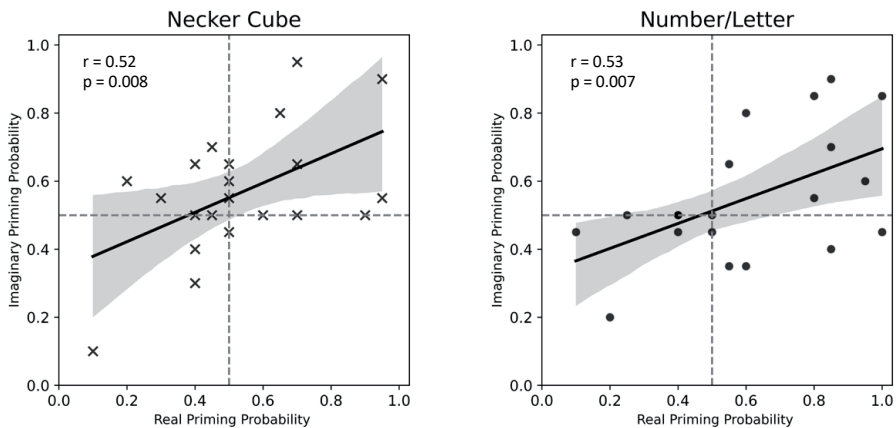 Necker Cube
r = 0.52
p = 0.008
Imaginary Priming Probability
1.0
0.8
0.6
0.4
0.2
0.0
0.0 0.2 0.4 0.6 0.8 1.0
Real Priming Probability
Number/Letter
r = 0.53
p = 0.007
Imaginary Priming Probability
1.0
0.8
0.6
0.4
0.2
0.0
0.0 0.2 0.4 0.6 0.8 1.0
Real Priming Probability